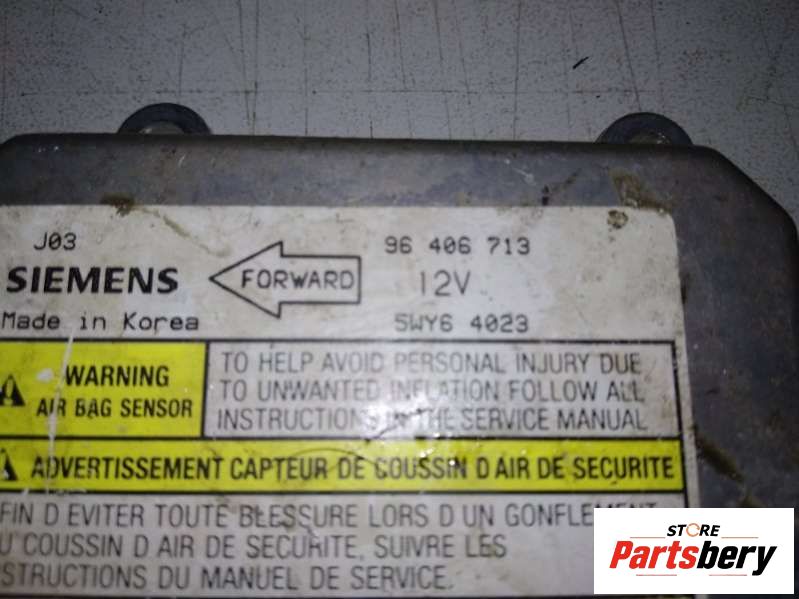 J03
96 406 713
SIEMENS
FORWARD
12V
Made in Korea
5WY6 4023
WARNING
AIR BAG SENSOR
TO HELP AVOID PERSONAL INJURY DUE
TO UNWANTED INFLATION FOLLOW ALL
INSTRUCTIONS IN THE SERVICE MANUAL
ADVERTISSEMENT CAPTEUR DE COUSSIN D AIR DE SECURITE
FIN D EVITER TOUTE BLESSURE LORS D UN GONFLEMENT
U COUSSIN D AIR DE SECURITE, SUIVRE LES
STRUCTIONS DU MANUEL DE SERVICE.
STORE
Partsbery